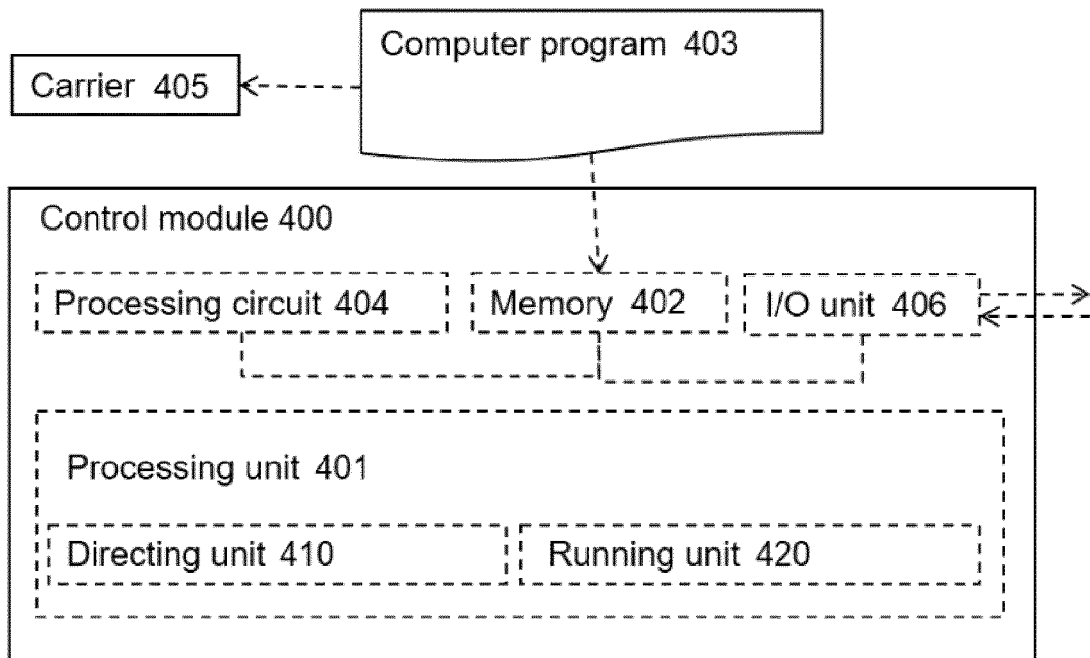 Computer program 403
Carrier 405
Control module 400
Processing circuit 404
Memory 402
I/O unit 406
Processing unit 401
Directing unit 410
Running unit 420